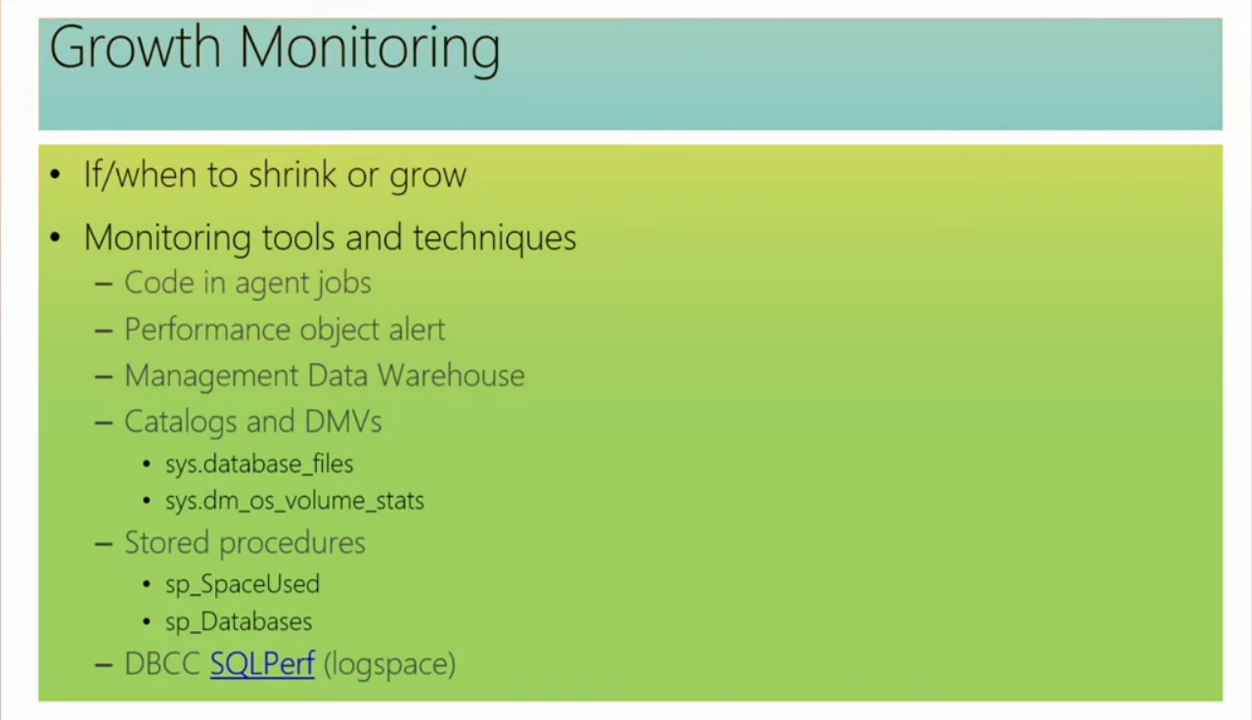 Growth Monitoring
• If/when to shrink or grow
• Monitoring tools and techniques
– Code in agent jobs
– Performance object alert
– Management Data Warehouse
– Catalogs and DMVs
• sys.database_files
• sys.dm_os_volume_stats
– Stored procedures
• sp_SpaceUsed
• sp_Databases
– DBCC SQLPerf (logspace)